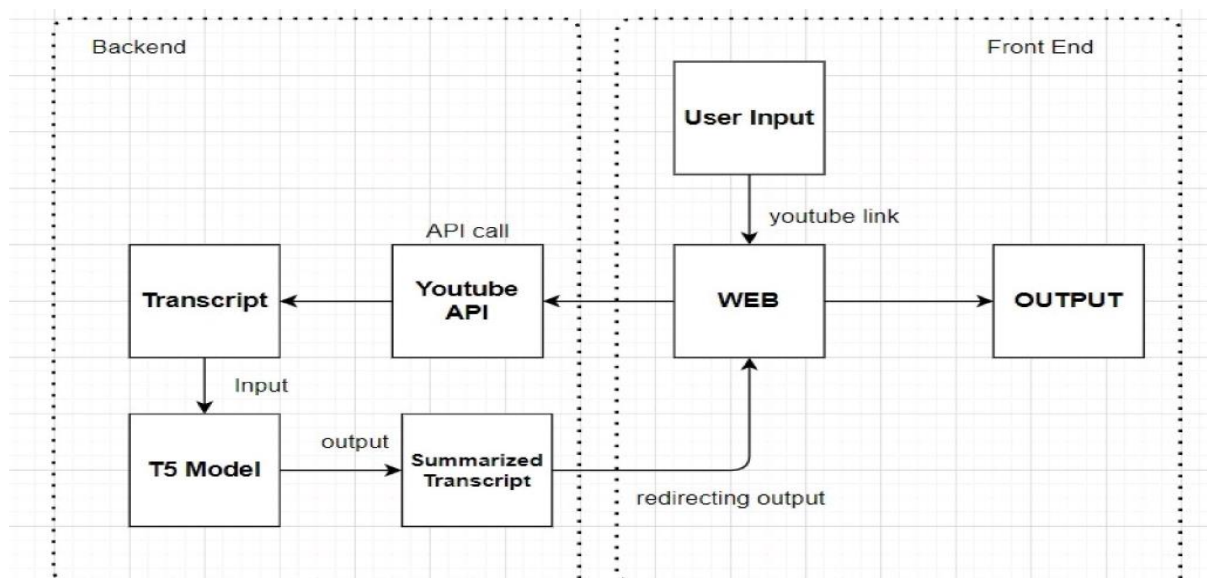 Backend
Front End
User Input
youtube link
API call
Transcript
Youtube
API
WEB
OUTPUT
Input
T5 Model
output
Summarized
Transcript
redirecting output